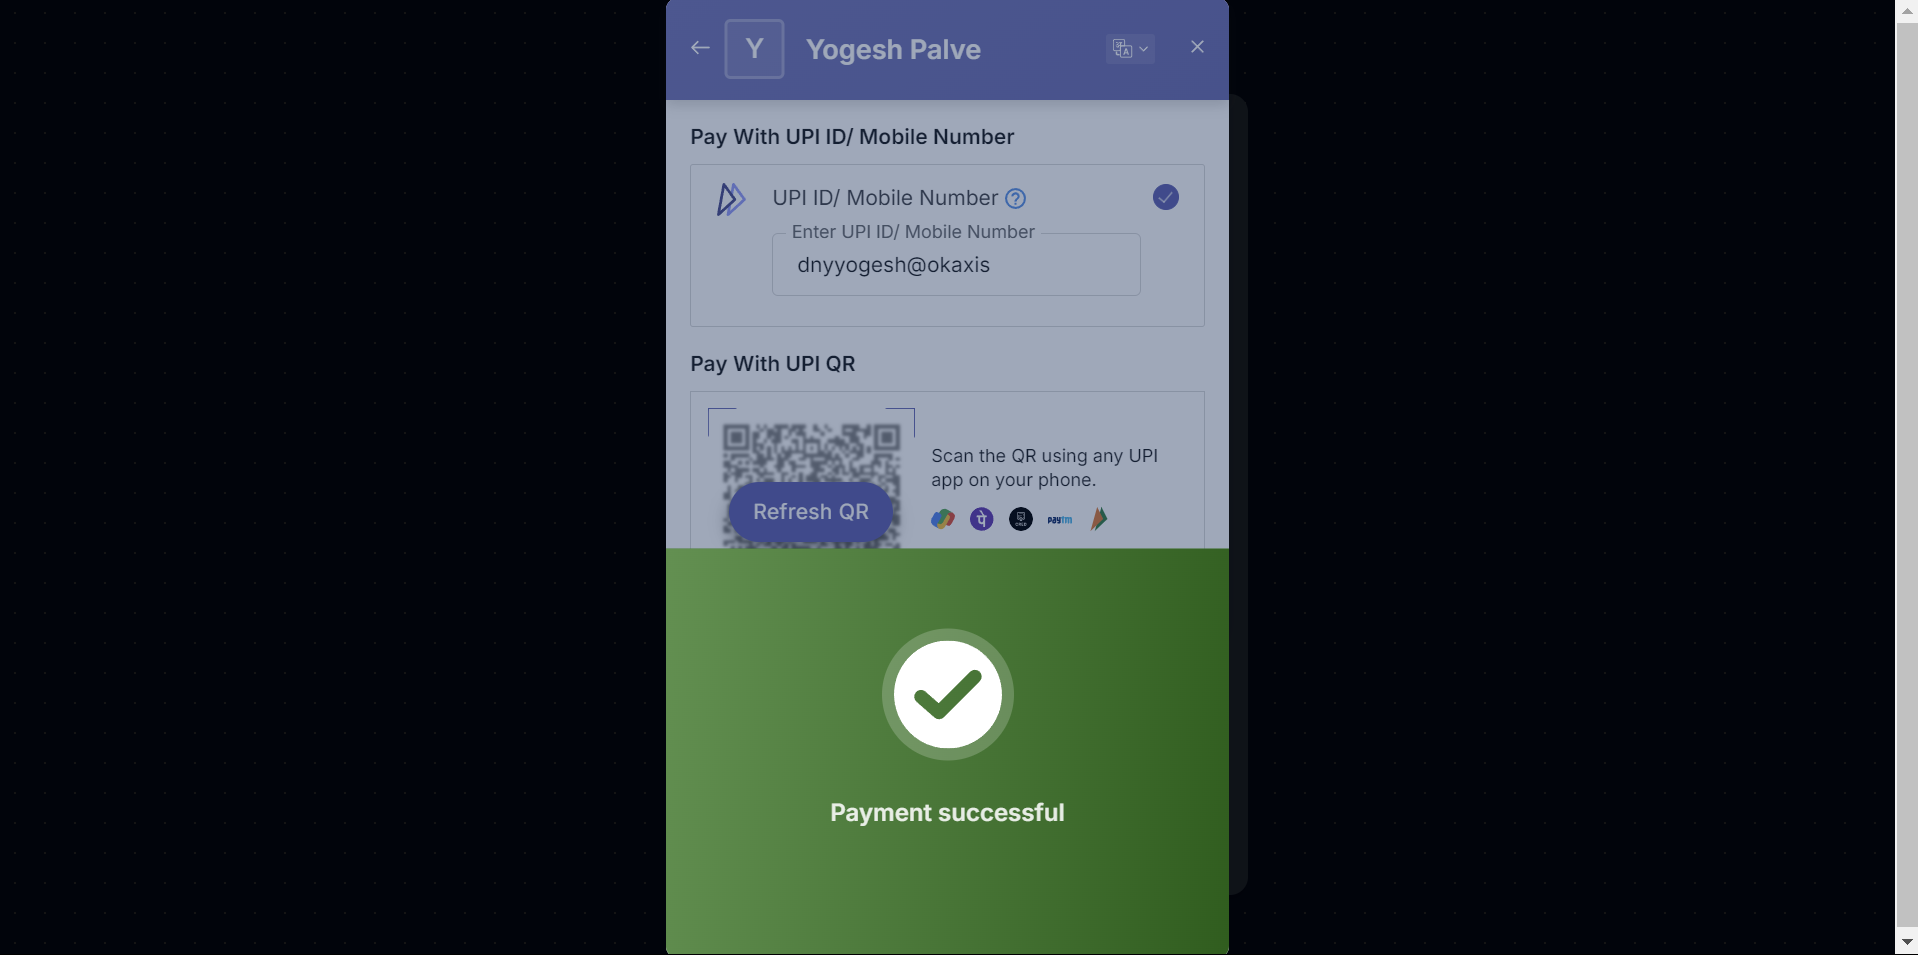 Y
Yogesh Palve
Pay With UPI ID/ Mobile Number
UPI ID/ Mobile Number
Enter UPI ID/ Mobile Number
dnyyogesh@okaxis
Pay With UPI QR
Scan the QR using any UPI
app on your phone.
Refresh QR
paytm
Payment successful